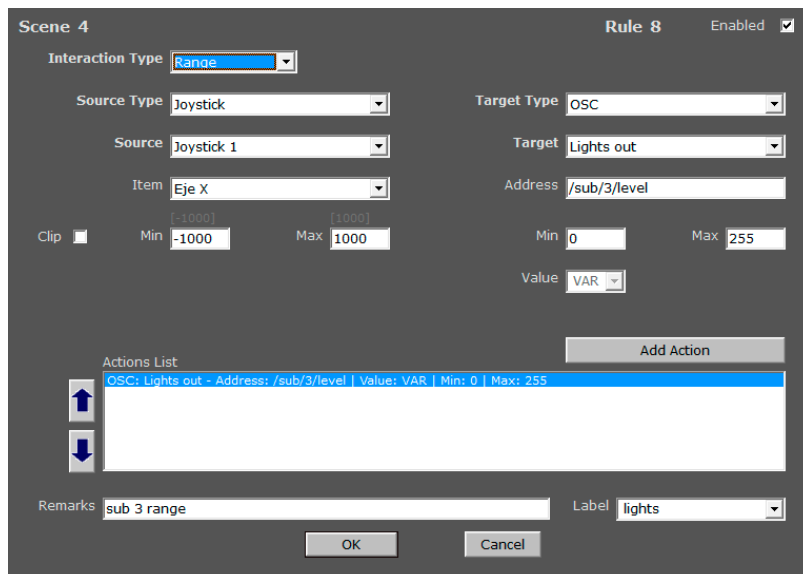 Scene 4 Rule 8 Enabled
Interaction Type Range
Source Type Joystick Target Type OSC
Source Joystick 1 Target Lights out
Item Eje X Address /sub/3/level
[-1000] [1000]
Clip Min -1000 Max 1000 Min 0 Max 255
Value VAR
Add Action
Actions List
OSC: Lights out - Address: /sub/3/level | Value: VAR | Min: 0 | Max: 255
Remarks sub 3 range Label lights
OK Cancel